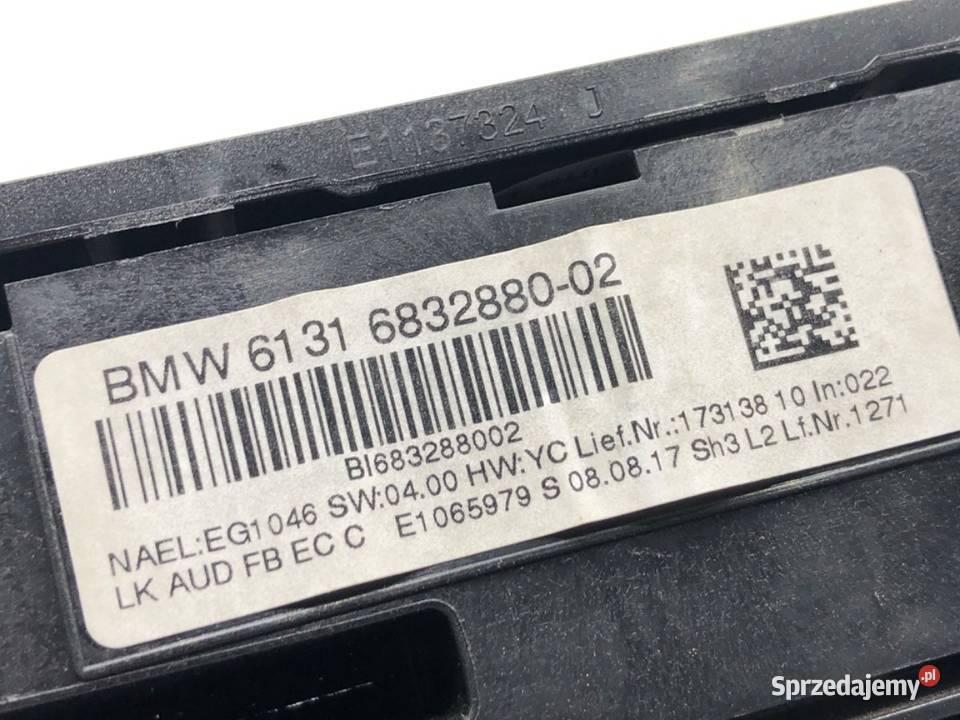 E1137324 J
BMW 6131 6832880-02
BI683288002
NAEL:EG1046 SW:04.00 HW:YC Lief.Nr.:173138 10 In:022
LK AUD FB EC C E1065979 S 08.08.17 Sh3 L2 Lf.Nr.1271
Sprzedajemy.pl